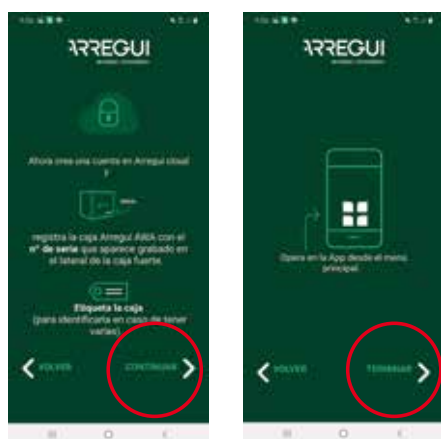 ARREGUI
Ahora crea una cuenta en Arregui cloud
y
registra la caja Arregui AWA con el
nº de serie que aparece grabado en
el lateral de la caja fuerte.
Etiqueta la caja
(para identificarla en caso de tener
varias).
VOLVER
CONTINUAR
ARREGUI
Opera en la App desde el menú
principal.
VOLVER
TERMINAR